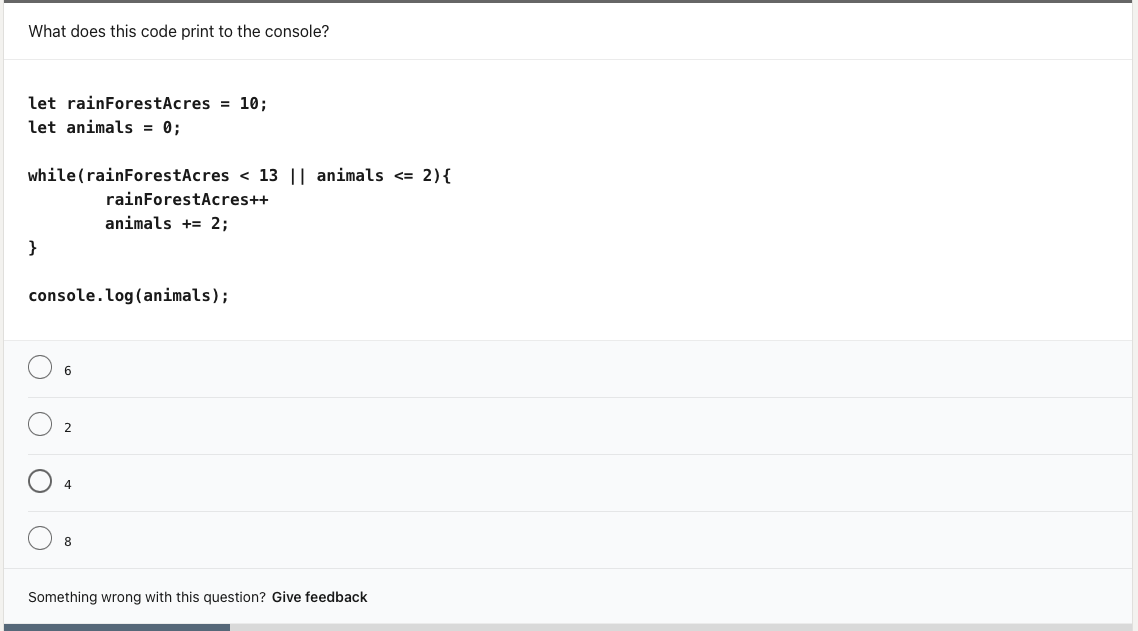 What does this code print to the console?
let rainForestAcres = 10;
let animals = 0;
while(rainForestAcres < 13 || animals <= 2){
rainForestAcres++
animals += 2;
}
console.log(animals);
6
2
4
8
Something wrong with this question? Give feedback